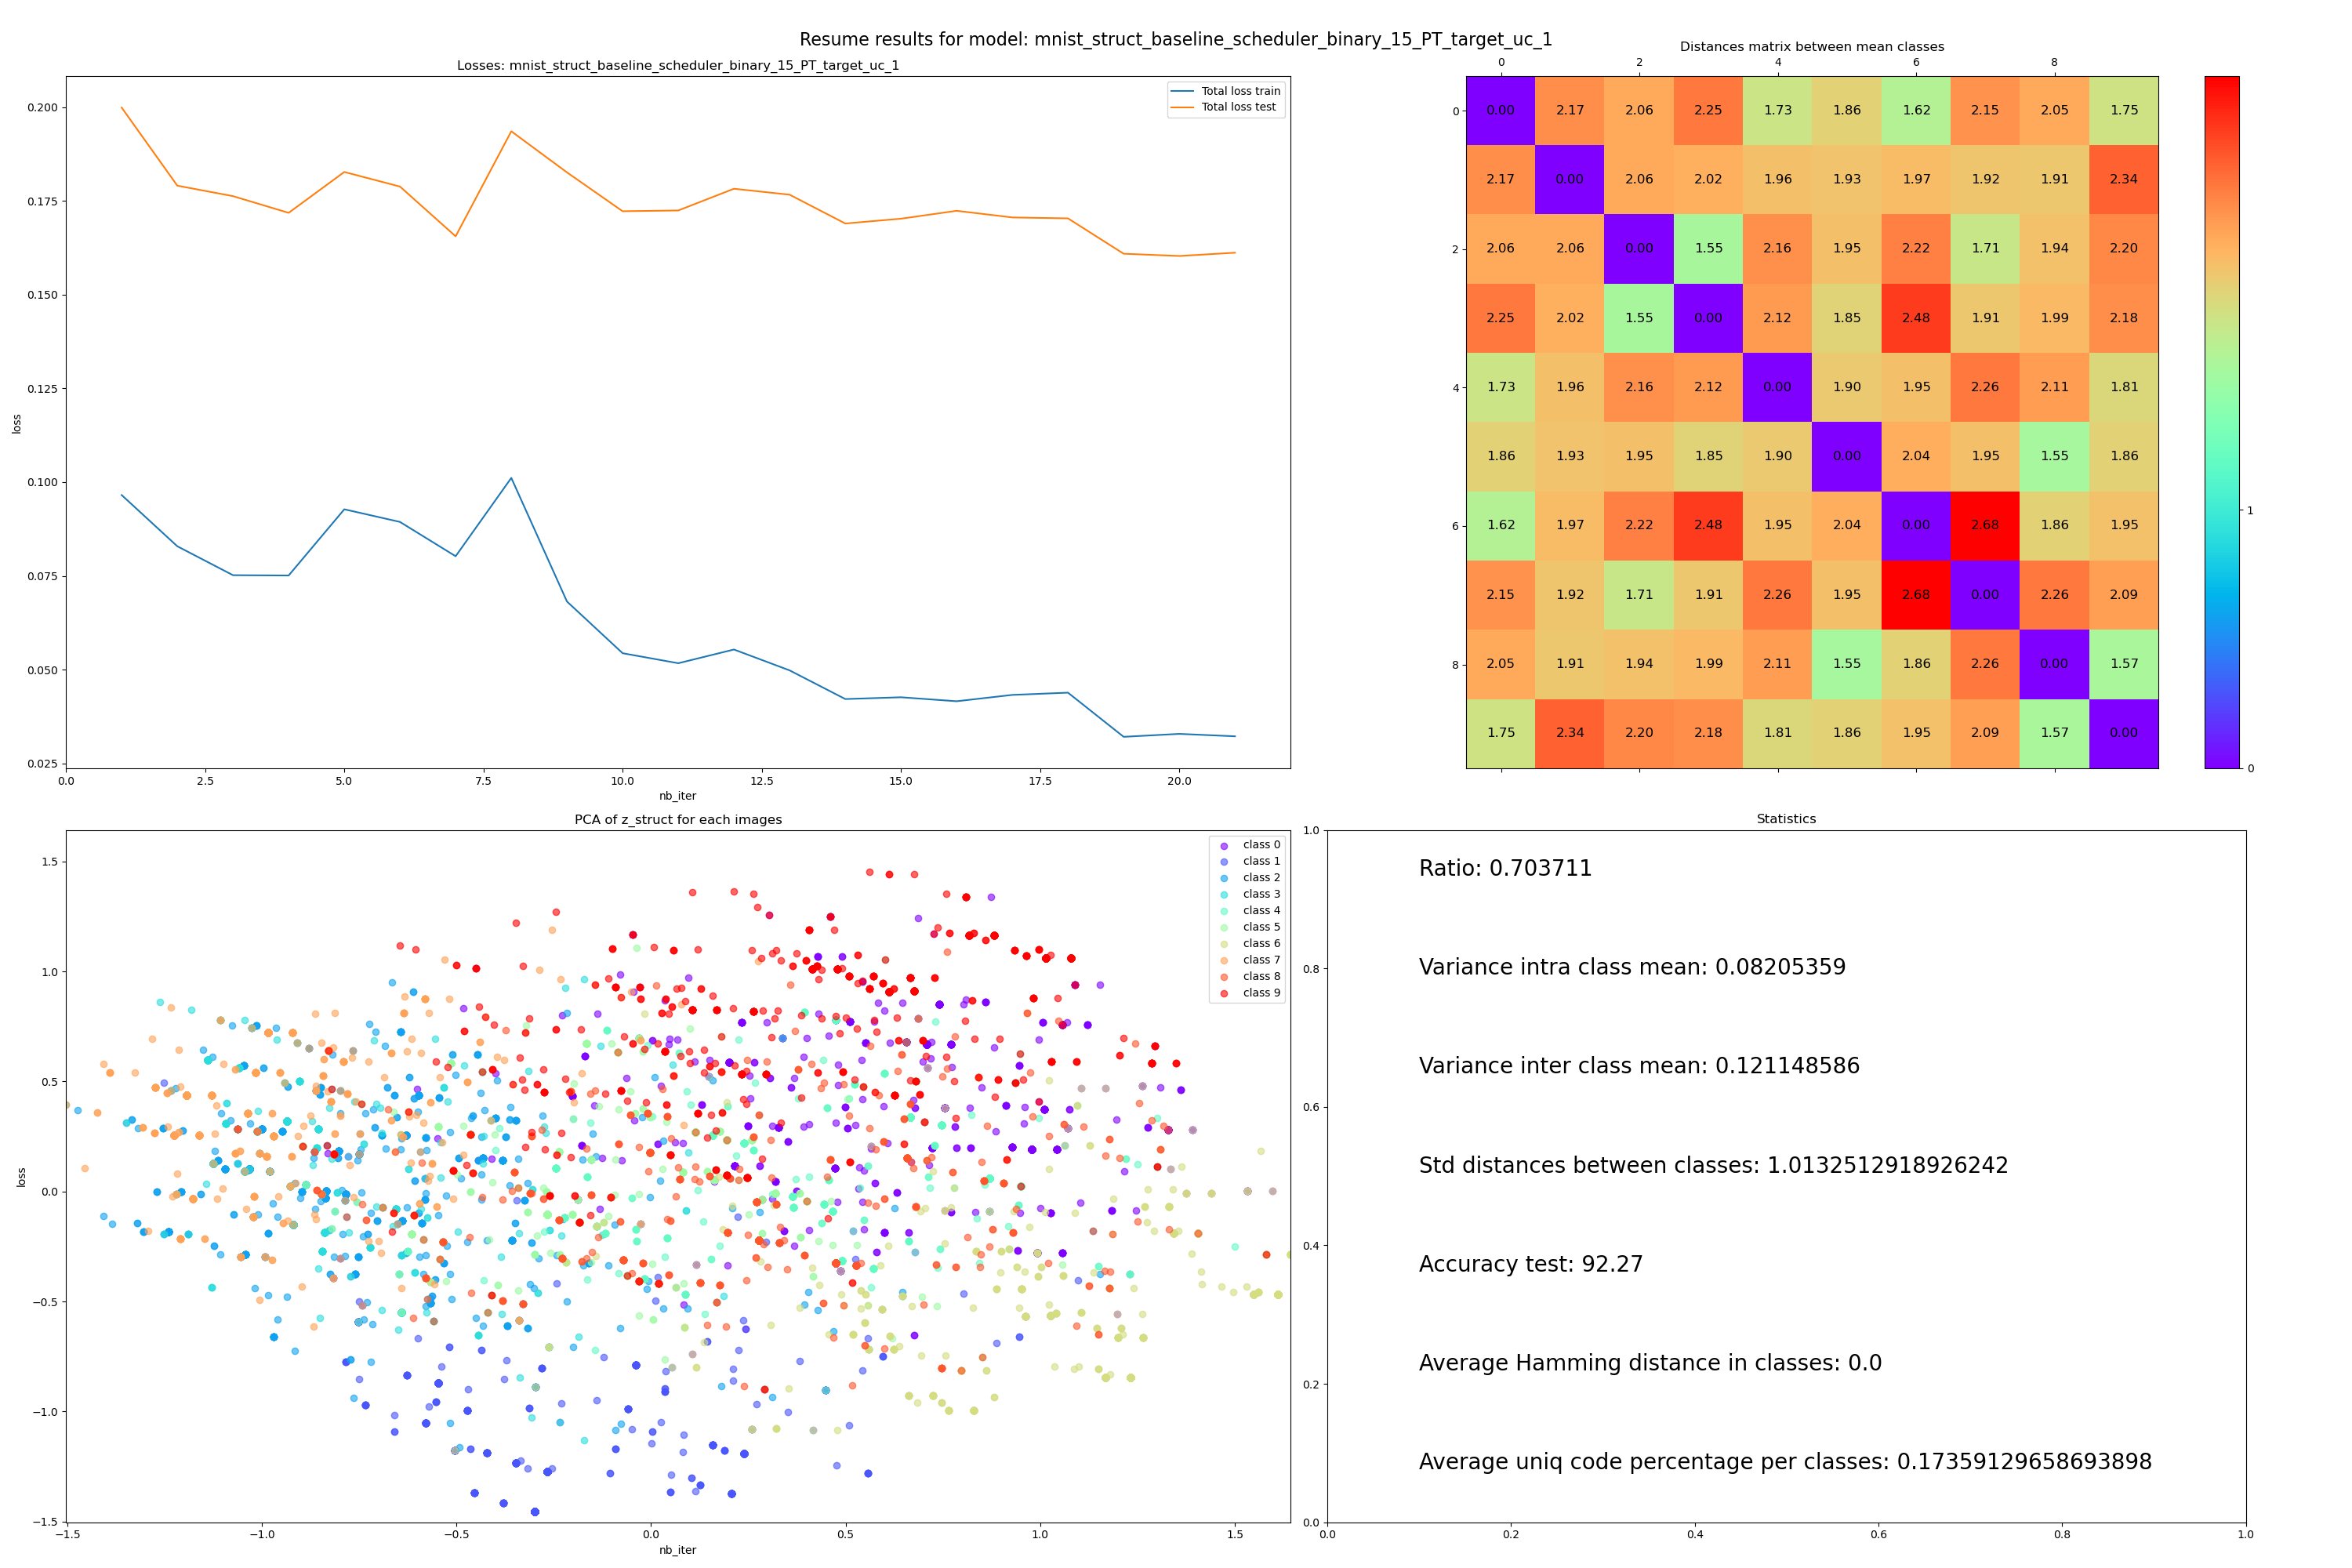 Resume results for model: mnist_struct_baseline_scheduler_binary_15_PT_target_uc_1
Losses: mnist_struct_baseline_scheduler_binary_15_PT_target_uc_1
Total loss train
Total loss test
0.200
0.175
0.150
0.125
0.100
0.075
0.050
0.025
loss
0.0 2.5 5.0 7.5 10.0 12.5 15.0 17.5 20.0
nb_iter
Distances matrix between mean classes
0 2 4 6 8
0 0.00 2.17 2.06 2.25 1.73 1.86 1.62 2.15 2.05 1.75
2.17 0.00 2.06 2.02 1.96 1.93 1.97 1.92 1.91 2.34
2 2.06 2.06 0.00 1.55 2.16 1.95 2.22 1.71 1.94 2.20
2.25 2.02 1.55 0.00 2.12 1.85 2.48 1.91 1.99 2.18
4 1.73 1.96 2.16 2.12 0.00 1.90 1.95 2.26 2.11 1.81
1.86 1.93 1.95 1.85 1.90 0.00 2.04 1.95 1.55 1.86
6 1.62 1.97 2.22 2.48 1.95 2.04 0.00 2.68 1.86 1.95
2.15 1.92 1.71 1.91 2.26 1.95 2.68 0.00 2.26 2.09
8 2.05 1.91 1.94 1.99 2.11 1.55 1.86 2.26 0.00 1.57
1.75 2.34 2.20 2.18 1.81 1.86 1.95 2.09 1.57 0.00
1
0
PCA of z_struct for each images
class 0
class 1
class 2
class 3
class 4
class 5
class 6
class 7
class 8
class 9
1.5
1.0
0.5
0.0
−0.5
−1.0
−1.5
loss
−1.5 −1.0 −0.5 0.0 0.5 1.0 1.5
nb_iter
Statistics
1.0
0.8
0.6
0.4
0.2
0.0
Ratio: 0.703711
Variance intra class mean: 0.08205359
Variance inter class mean: 0.121148586
Std distances between classes: 1.0132512918926242
Accuracy test: 92.27
Average Hamming distance in classes: 0.0
Average uniq code percentage per classes: 0.17359129658693898
0.0 0.2 0.4 0.6 0.8 1.0